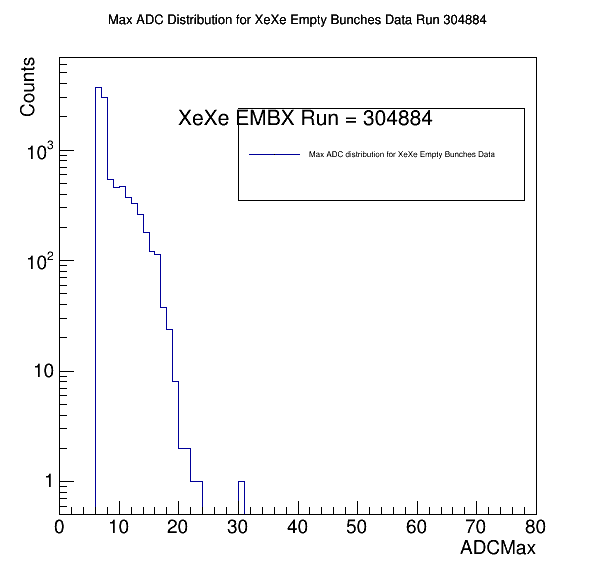 Max ADC Distribution for XeXe Empty Bunches Data Run 304884
Counts
XeXe EMBX Run = 304884
Max ADC distribution for XeXe Empty Bunches Data
10³
10²
10
1
0 10 20 30 40 50 60 70 80
ADCMax